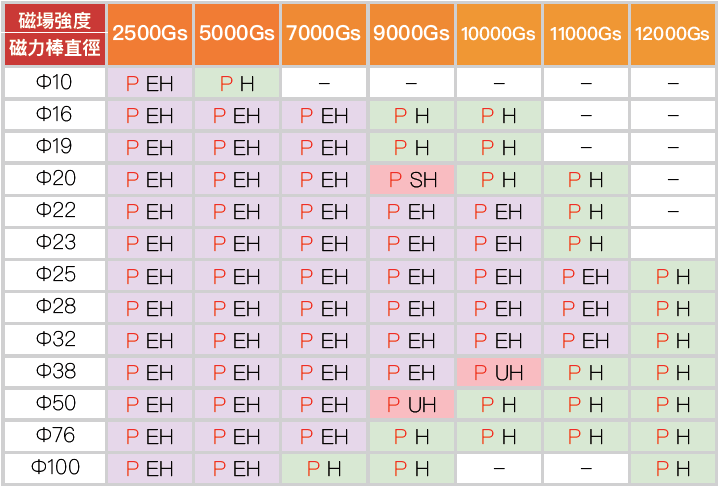 磁場強度 2500Gs 5000Gs 7000Gs 9000Gs 10000Gs 11000Gs 12000Gs
磁力棒直徑
Φ10 P EH P H – – – – –
Φ16 P EH P EH P EH P H P H – –
Φ19 P EH P EH P EH P H P H – –
Φ20 P EH P EH P EH P SH P H P H –
Φ22 P EH P EH P EH P EH P EH P H –
Φ23 P EH P EH P EH P EH P EH P H
Φ25 P EH P EH P EH P EH P EH P EH P H
Φ28 P EH P EH P EH P EH P EH P EH P H
Φ32 P EH P EH P EH P EH P EH P EH P H
Φ38 P EH P EH P EH P EH P UH P H P H
Φ50 P EH P EH P EH P UH P H P H P H
Φ76 P EH P EH P EH P H P H P H P H
Φ100 P EH P EH P H P H – – P H